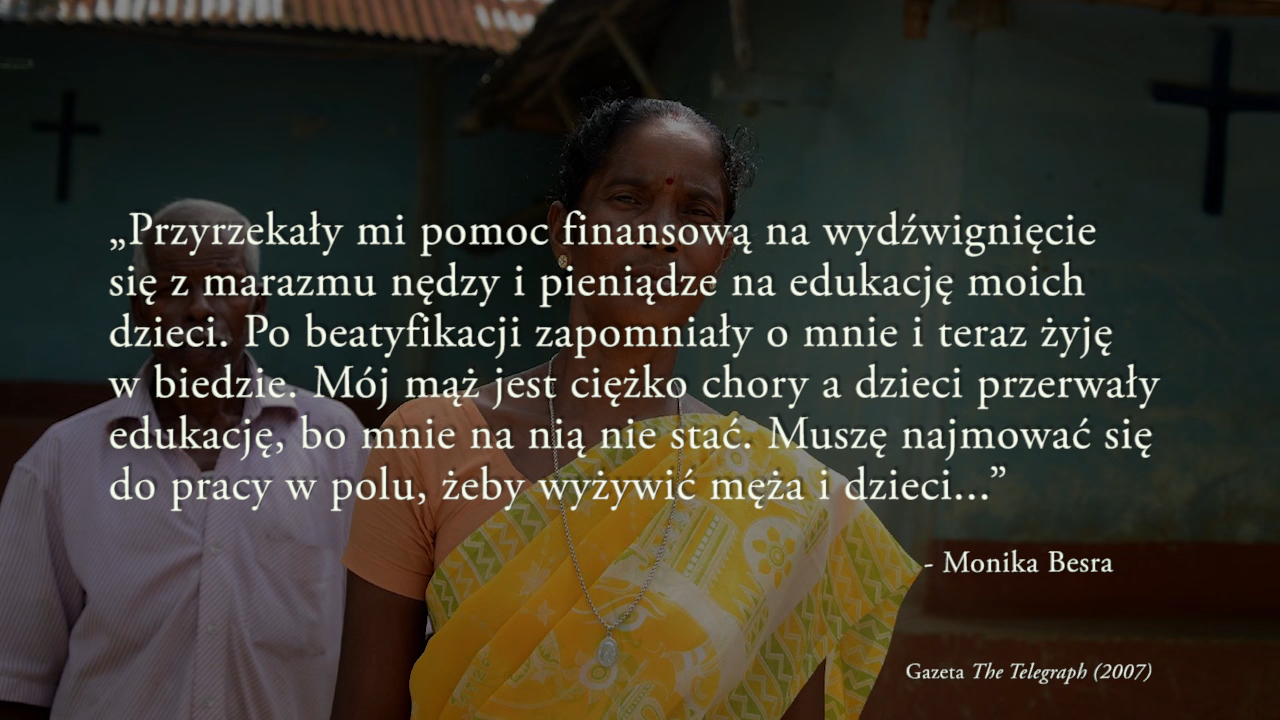 „Przyrzekały mi pomoc finansową na wydźwignięcie
się z marazmu nędzy i pieniądze na edukację moich
dzieci. Po beatyfikacji zapomniały o mnie i teraz żyję
w biedzie. Mój mąż jest ciężko chory a dzieci przerwały
edukację, bo mnie na nią nie stać. Muszę najmować się
do pracy w polu, żeby wyżywić męża i dzieci...”
- Monika Besra
Gazeta The Telegraph (2007)